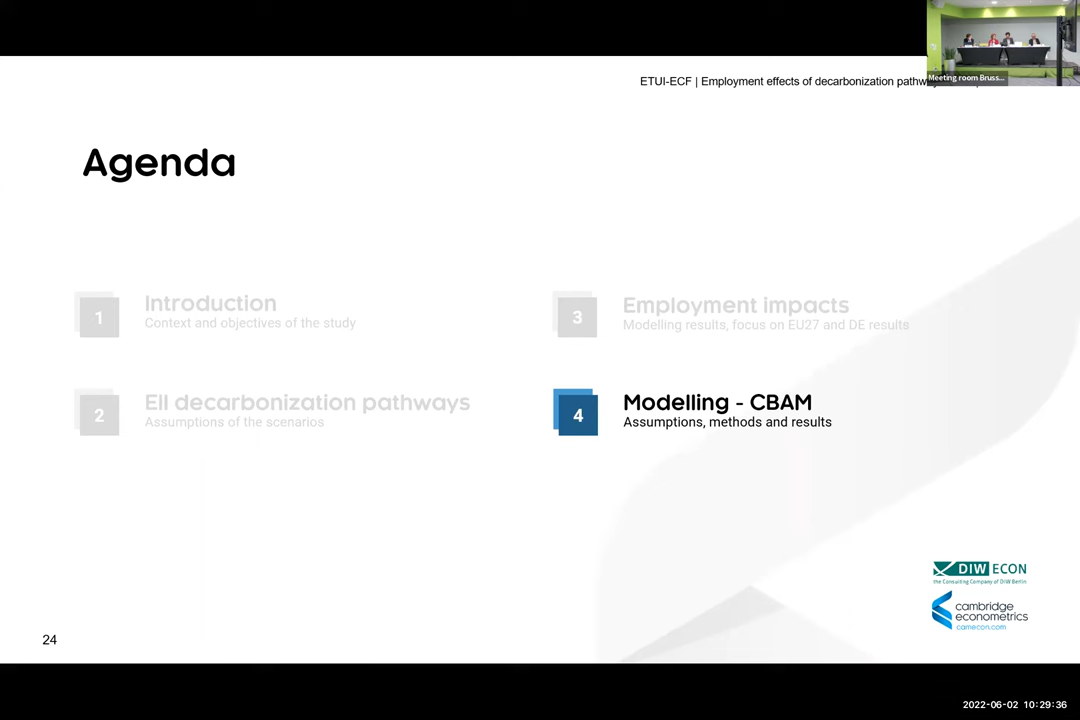 Meeting room Bruss...
ETUI-ECF | Employment effects of decarbonization
Agenda
1
Introduction
Context and objectives of the study
2
EII decarbonization pathways
Assumptions of the scenarios
3
Employment impacts
Modelling results, focus on EU27 and DE results
4
Modelling - CBAM
Assumptions, methods and results
DIW ECON
the Consulting Company of DIW Berlin
cambridge
econometrics
camecon.com
24
2022-06-02 10:29:36